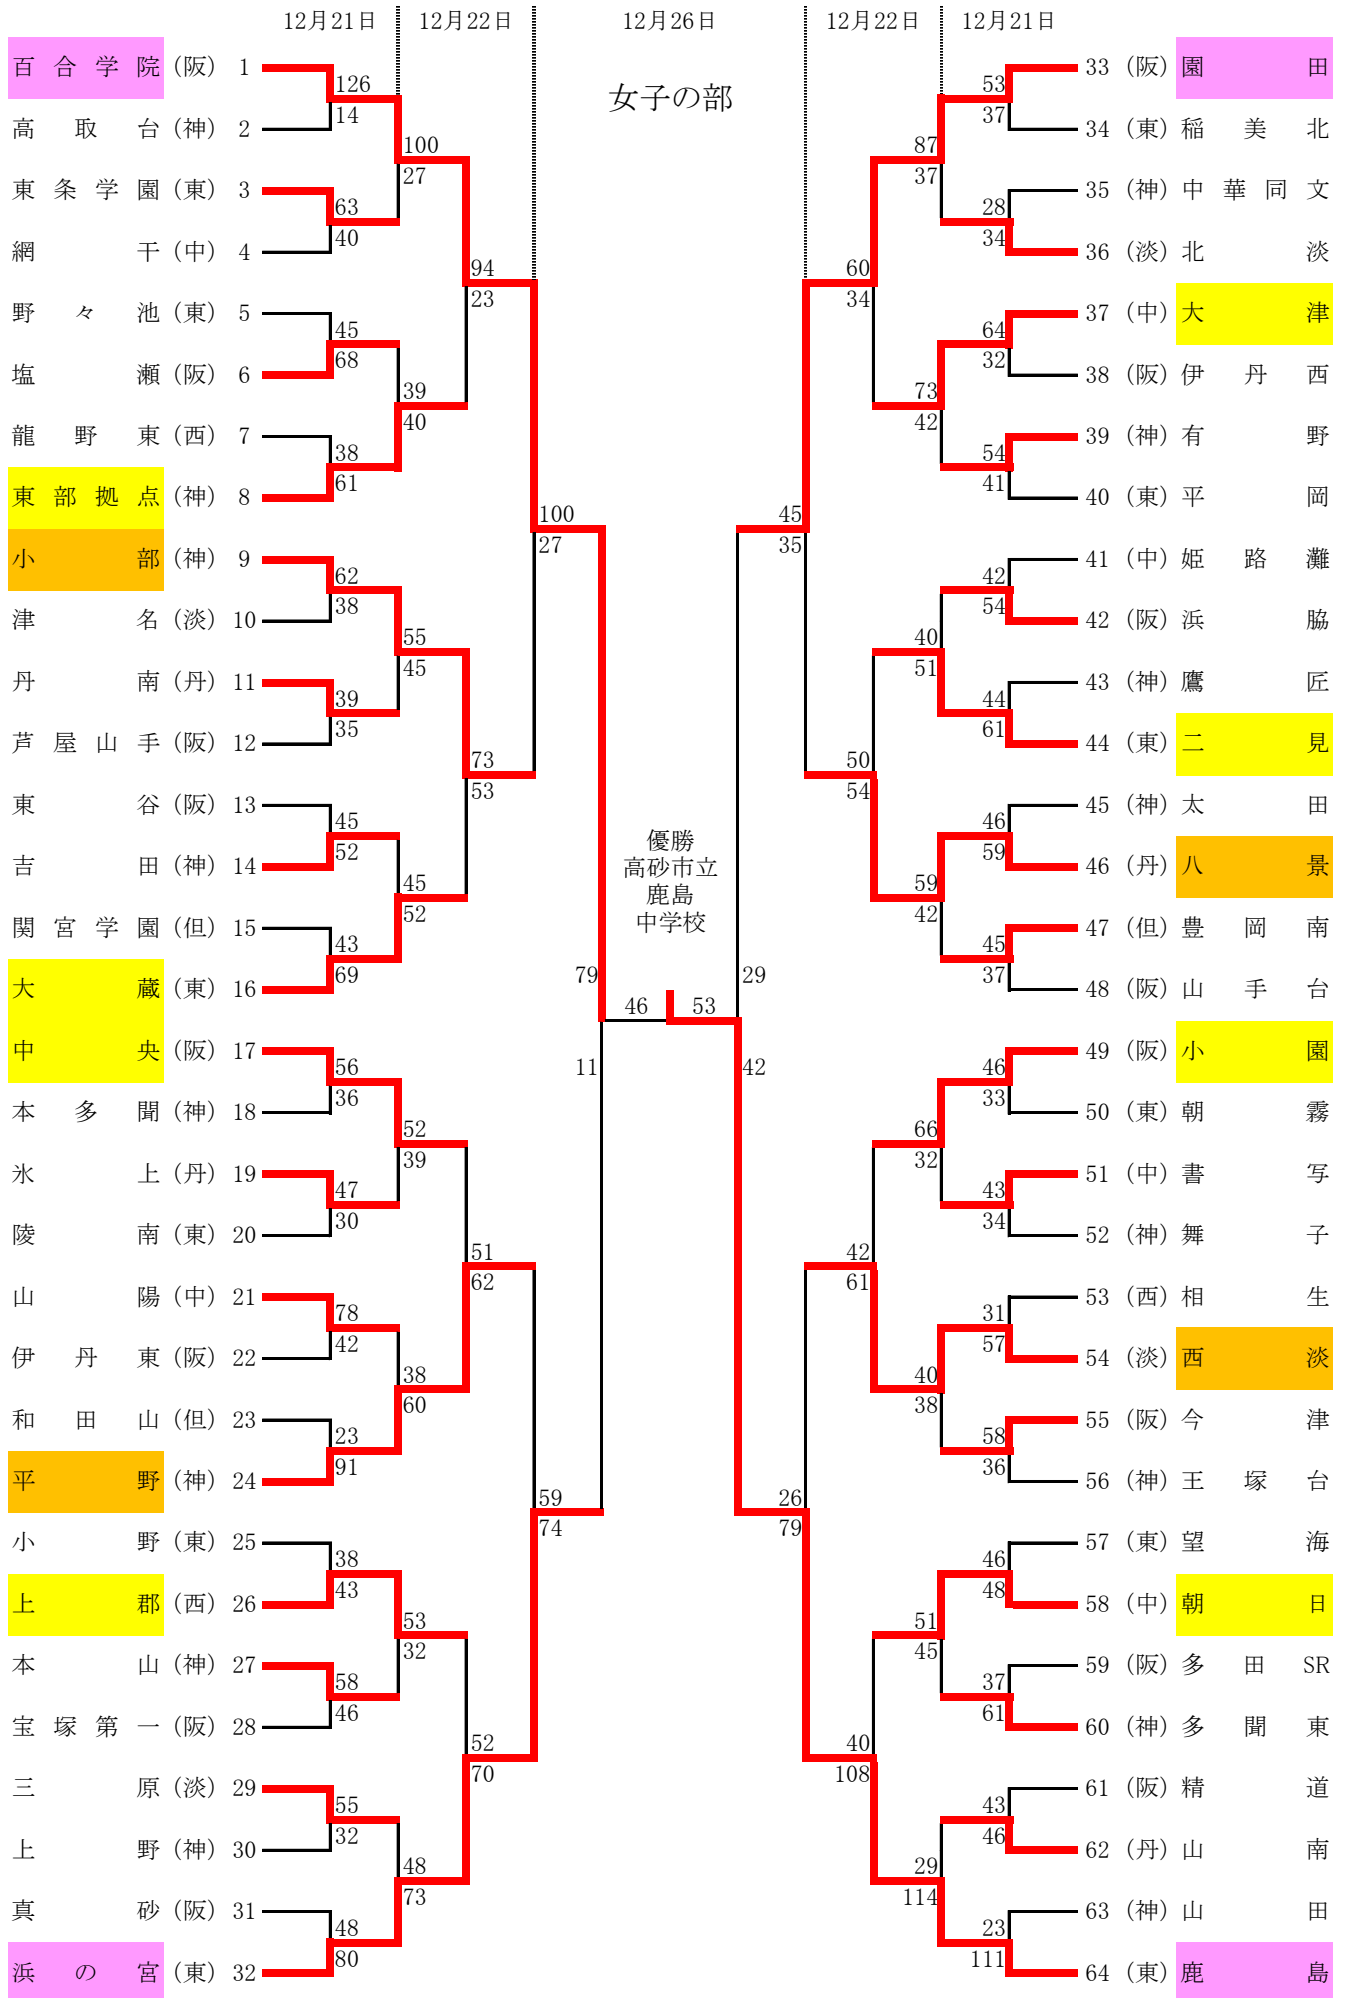 12月21日 12月22日 12月26日 12月22日 12月21日
女子の部
百合学院 (阪) 1
126
14
高取台 (神) 2
100
27
東条学園 (東) 3
63
40
網干 (中) 4
94
23
野々池 (東) 5
45
68
塩瀬 (阪) 6
39
40
龍野東 (西) 7
38
61
東部拠点 (神) 8
100
27
小部 (神) 9
62
38
津名 (淡) 10
55
45
丹南 (丹) 11
39
35
芦屋山手 (阪) 12
73
53
東谷 (阪) 13
45
52
吉田 (神) 14
45
52
関宮学園 (但) 15
43
69
大蔵 (東) 16
79
11
中央 (阪) 17
56
36
本多聞 (神) 18
52
39
氷上 (丹) 19
47
30
陵南 (東) 20
51
62
山陽 (中) 21
78
42
伊丹東 (阪) 22
38
60
和田山 (但) 23
23
91
平野 (神) 24
59
74
小野 (東) 25
38
43
上郡 (西) 26
53
32
本山 (神) 27
58
46
宝塚第一 (阪) 28
52
70
三原 (淡) 29
55
32
上野 (神) 30
48
73
真砂 (阪) 31
48
80
浜の宮 (東) 32
優勝
高砂市立
鹿島
中学校
46 53
33 (阪) 園田
53
37
34 (東) 稲美北
87
37
35 (神) 中華同文
28
34
36 (淡) 北淡
60
34
37 (中) 大津
64
32
38 (阪) 伊丹西
73
42
39 (神) 有野
54
41
40 (東) 平岡
45
35
41 (中) 姫路灘
42
54
42 (阪) 浜脇
40
51
43 (神) 鷹匠
44
61
44 (東) 二見
50
54
45 (神) 太田
46
59
46 (丹) 八景
59
42
47 (但) 豊岡南
45
37
48 (阪) 山手台
29
42
49 (阪) 小園
46
33
50 (東) 朝霧
66
32
51 (中) 書写
43
34
52 (神) 舞子
42
61
53 (西) 相生
31
57
54 (淡) 西淡
40
38
55 (阪) 今津
58
36
56 (神) 王塚台
26
79
57 (東) 望海
46
48
58 (中) 朝日
51
45
59 (阪) 多田SR
37
61
60 (神) 多聞東
40
108
61 (阪) 精道
43
46
62 (丹) 山南
29
114
63 (神) 山田
23
111
64 (東) 鹿島